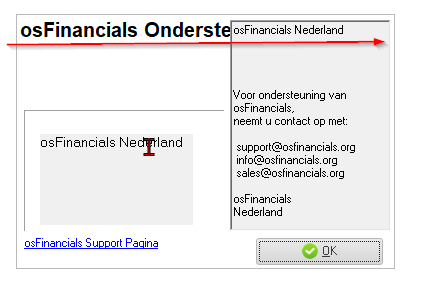 osFinancials Onderste
osFinancials Nederland
Voor ondersteuning van
osFinancials,
neemt u contact op met:
support@osfinancials.org
info@osfinancials.org
sales@osfinancials.org
osFinancials
Nederland
osFinancials Nederland
osFinancials Support Pagina
OK